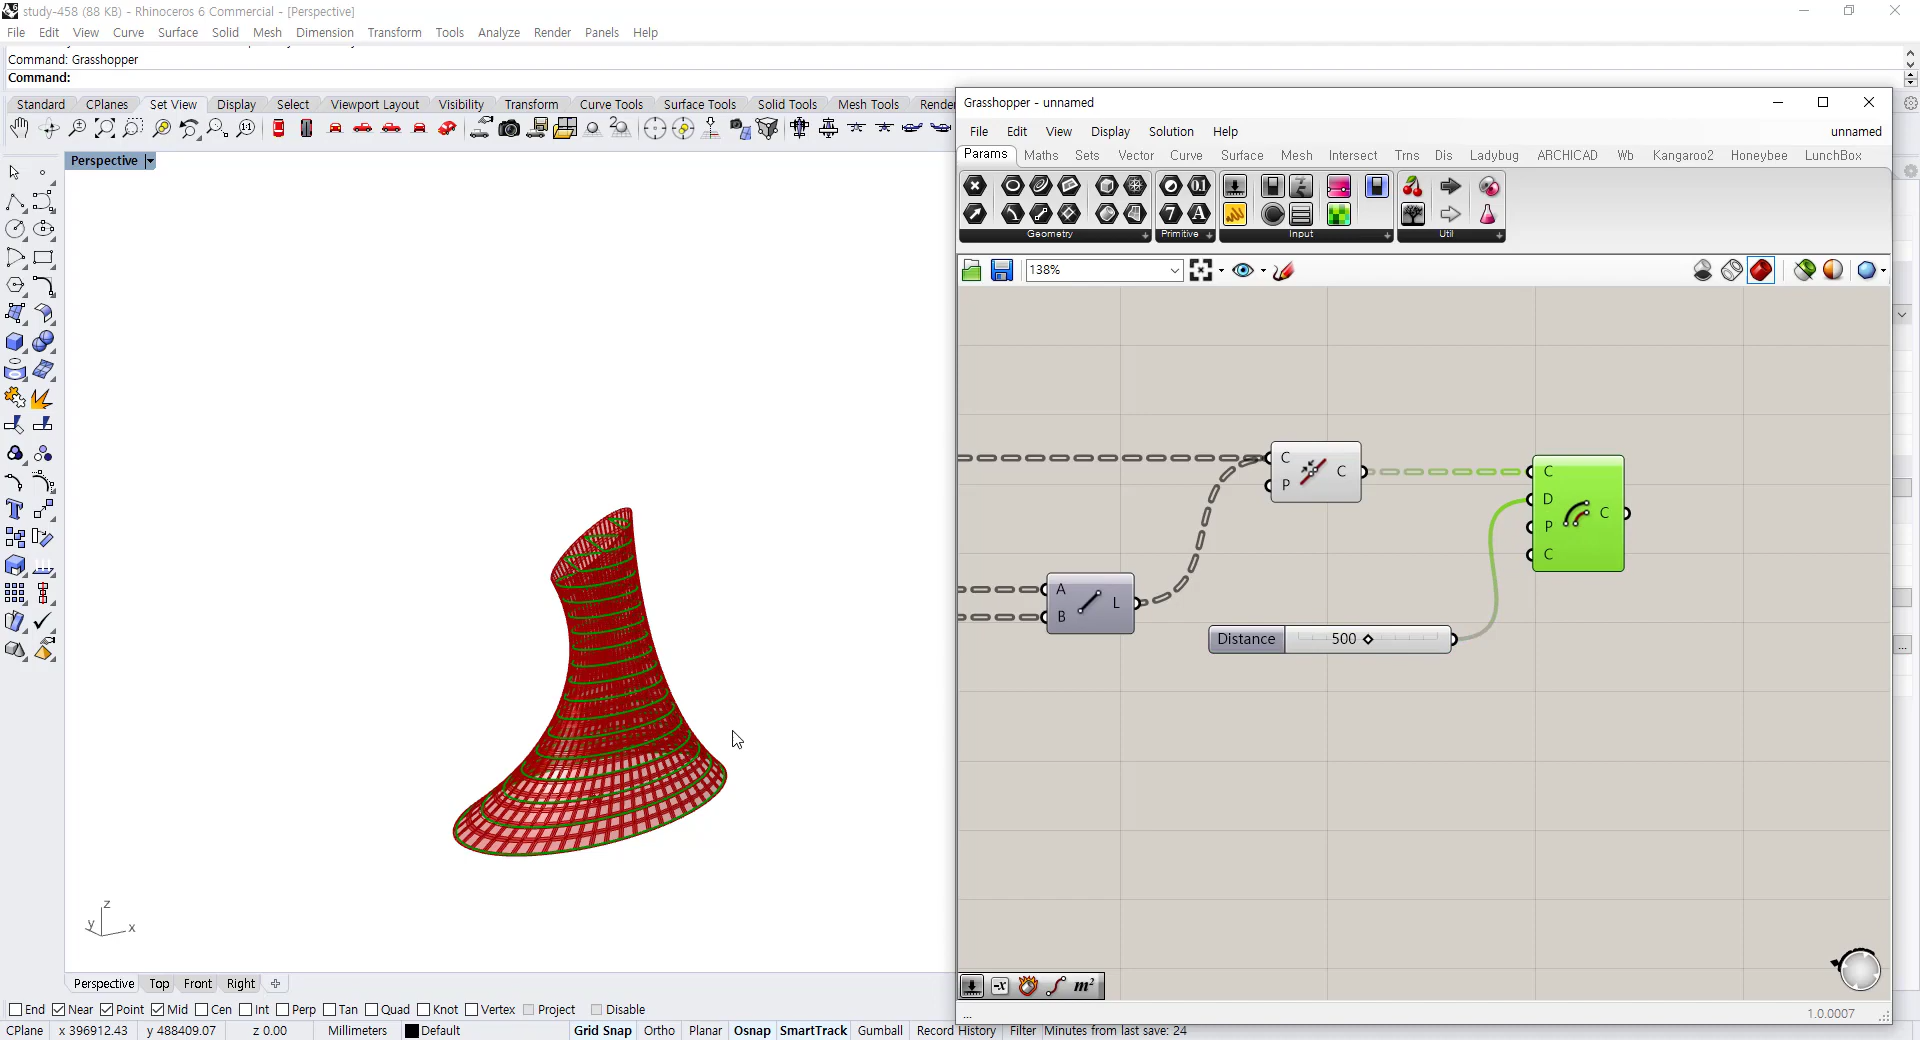 study-458 (88 KB) - Rhinoceros 6 Commercial - [Perspective]
File Edit View Curve Surface Solid Mesh Dimension Transform Tools Analyze Render Panels Help
Command: Grasshopper
Command:
Standard CPlanes Set View Display Select Viewport Layout Visibility Transform Curve Tools Surface Tools Solid Tools Mesh Tools Render
Perspective
Grasshopper - unnamed
File Edit View Display Solution Help unnamed
Params Maths Sets Vector Curve Surface Mesh Intersect Trns Dis Ladybug ARCHICAD Wb Kangaroo2 Honeybee LunchBox
Geometry Primitive Input Util
138%
C
P
C
C
D
P
C
C
A
B
L
Distance 500
z
y
x
m²
...
1.0.0007
Perspective Top Front Right
End Near Point Mid Cen Int Perp Tan Quad Knot Vertex Project Disable
CPlane x 396912.43 y 488409.07 z 0.00 Millimeters Default Grid Snap Ortho Planar Osnap SmartTrack Gumball Record History Filter Minutes from last save: 24